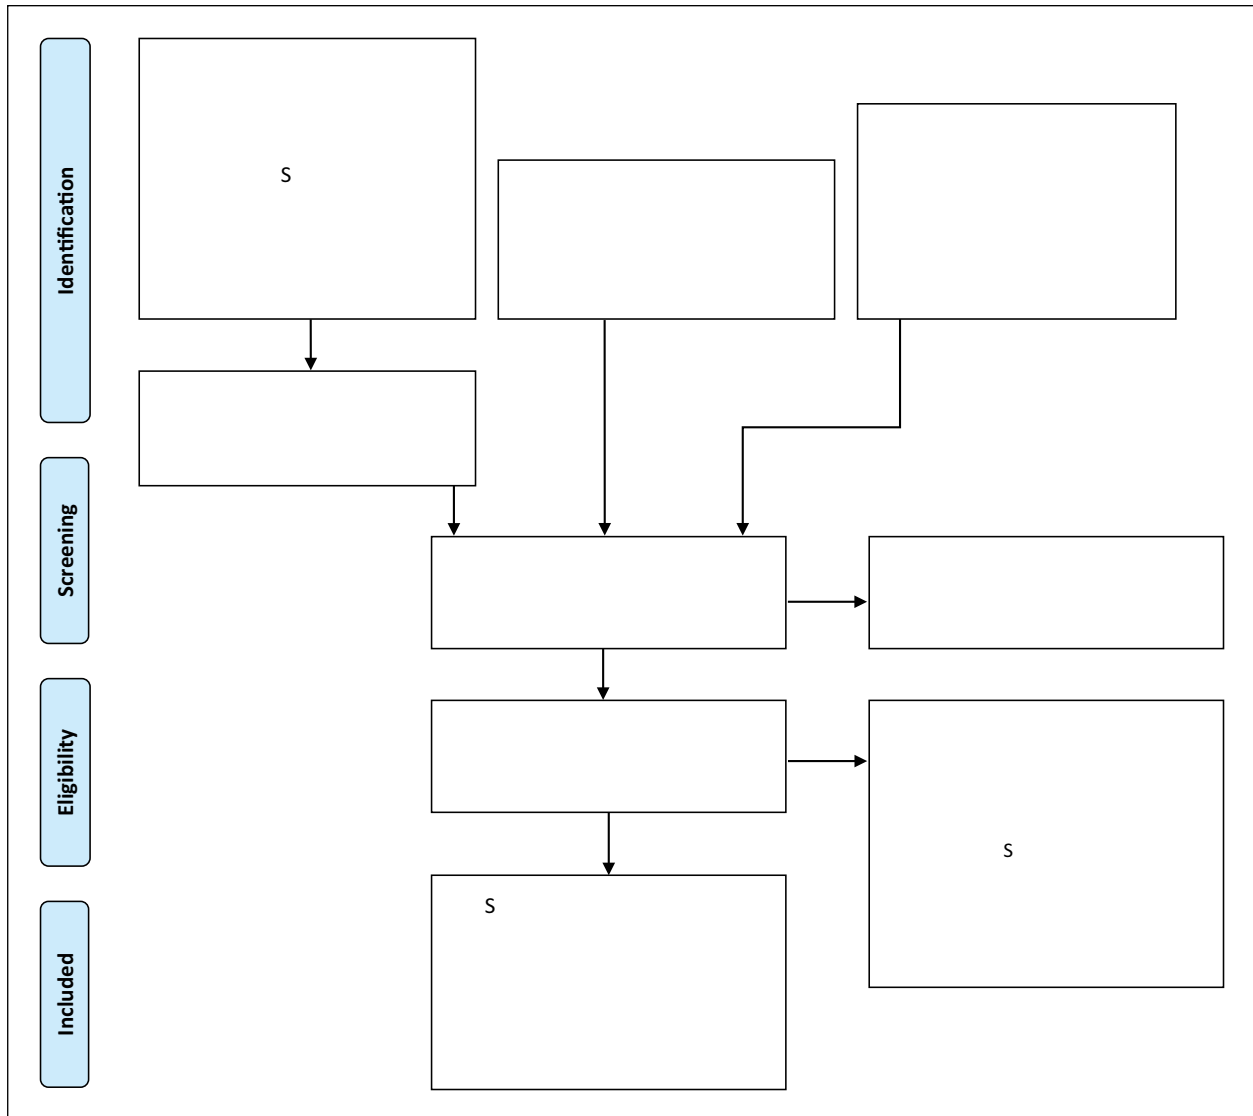 Identification
S
Screening
Eligibility
S
S
Included